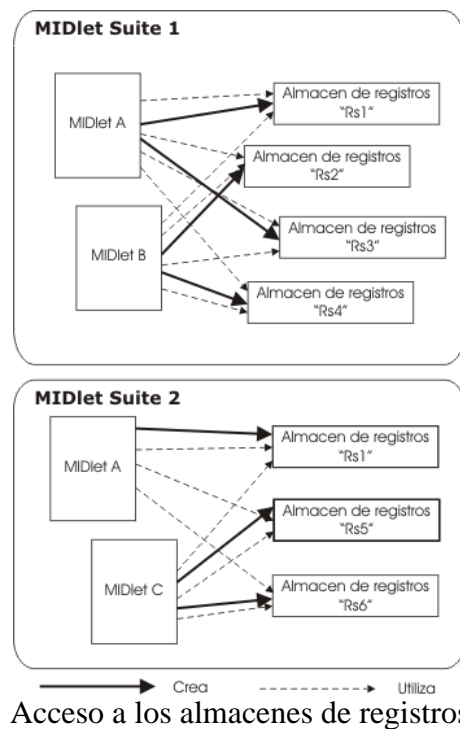 MIDlet Suite 1
MIDlet A
Almacen de registros
"Rs1"
Almacen de registros
"Rs2"
MIDlet B
Almacen de registros
"Rs3"
Almacen de registros
"Rs4"
MIDlet Suite 2
MIDlet A
Almacen de registros
"Rs1"
Almacen de registros
"Rs5"
MIDlet C
Almacen de registros
"Rs6"
Crea
Utiliza
Acceso a los almacenes de registros